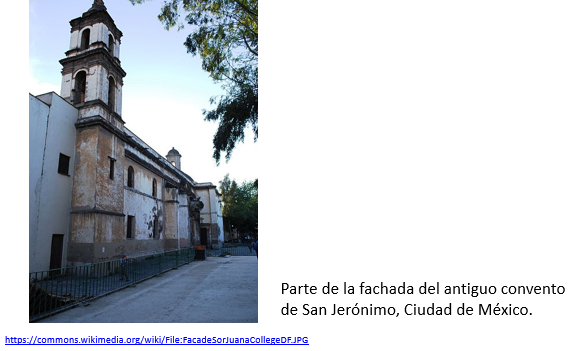 Parte de la fachada del antiguo convento
de San Jerónimo, Ciudad de México.
https://commons.wikimedia.org/wiki/File:FacadeSorJuanaCollegeDF.JPG